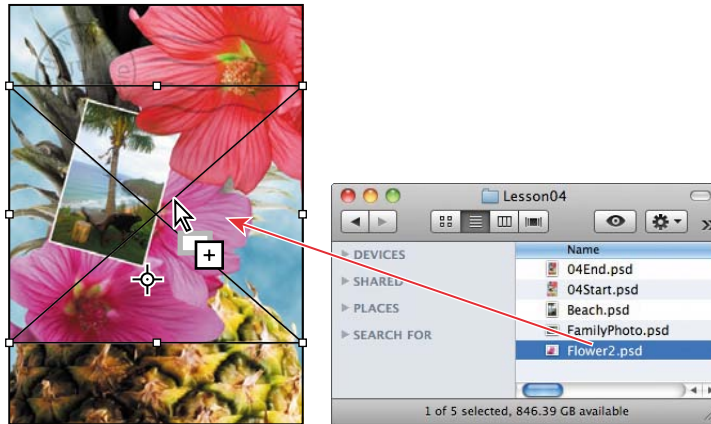 Lesson04
DEVICES
SHARED
PLACES
SEARCH FOR
Name
04End.psd
04Start.psd
Beach.psd
FamilyPhoto.psd
Flower2.psd
1 of 5 selected, 846.39 GB available